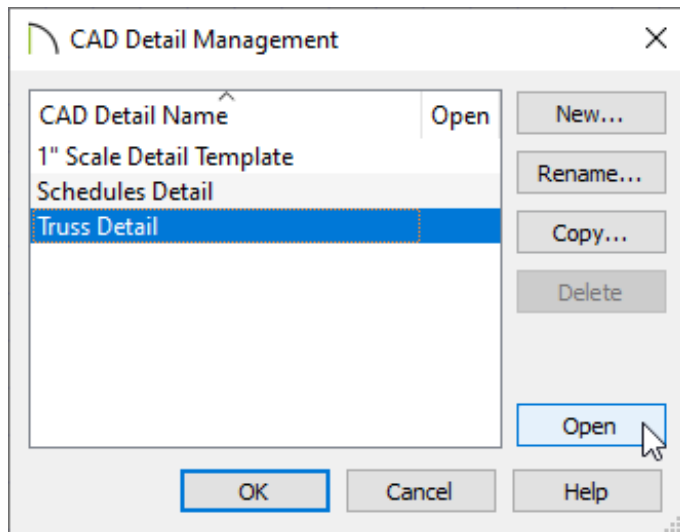 CAD Detail Management
CAD Detail Name Open
1" Scale Detail Template
Schedules Detail
Truss Detail
New...
Rename...
Copy...
Delete
Open
OK Cancel Help